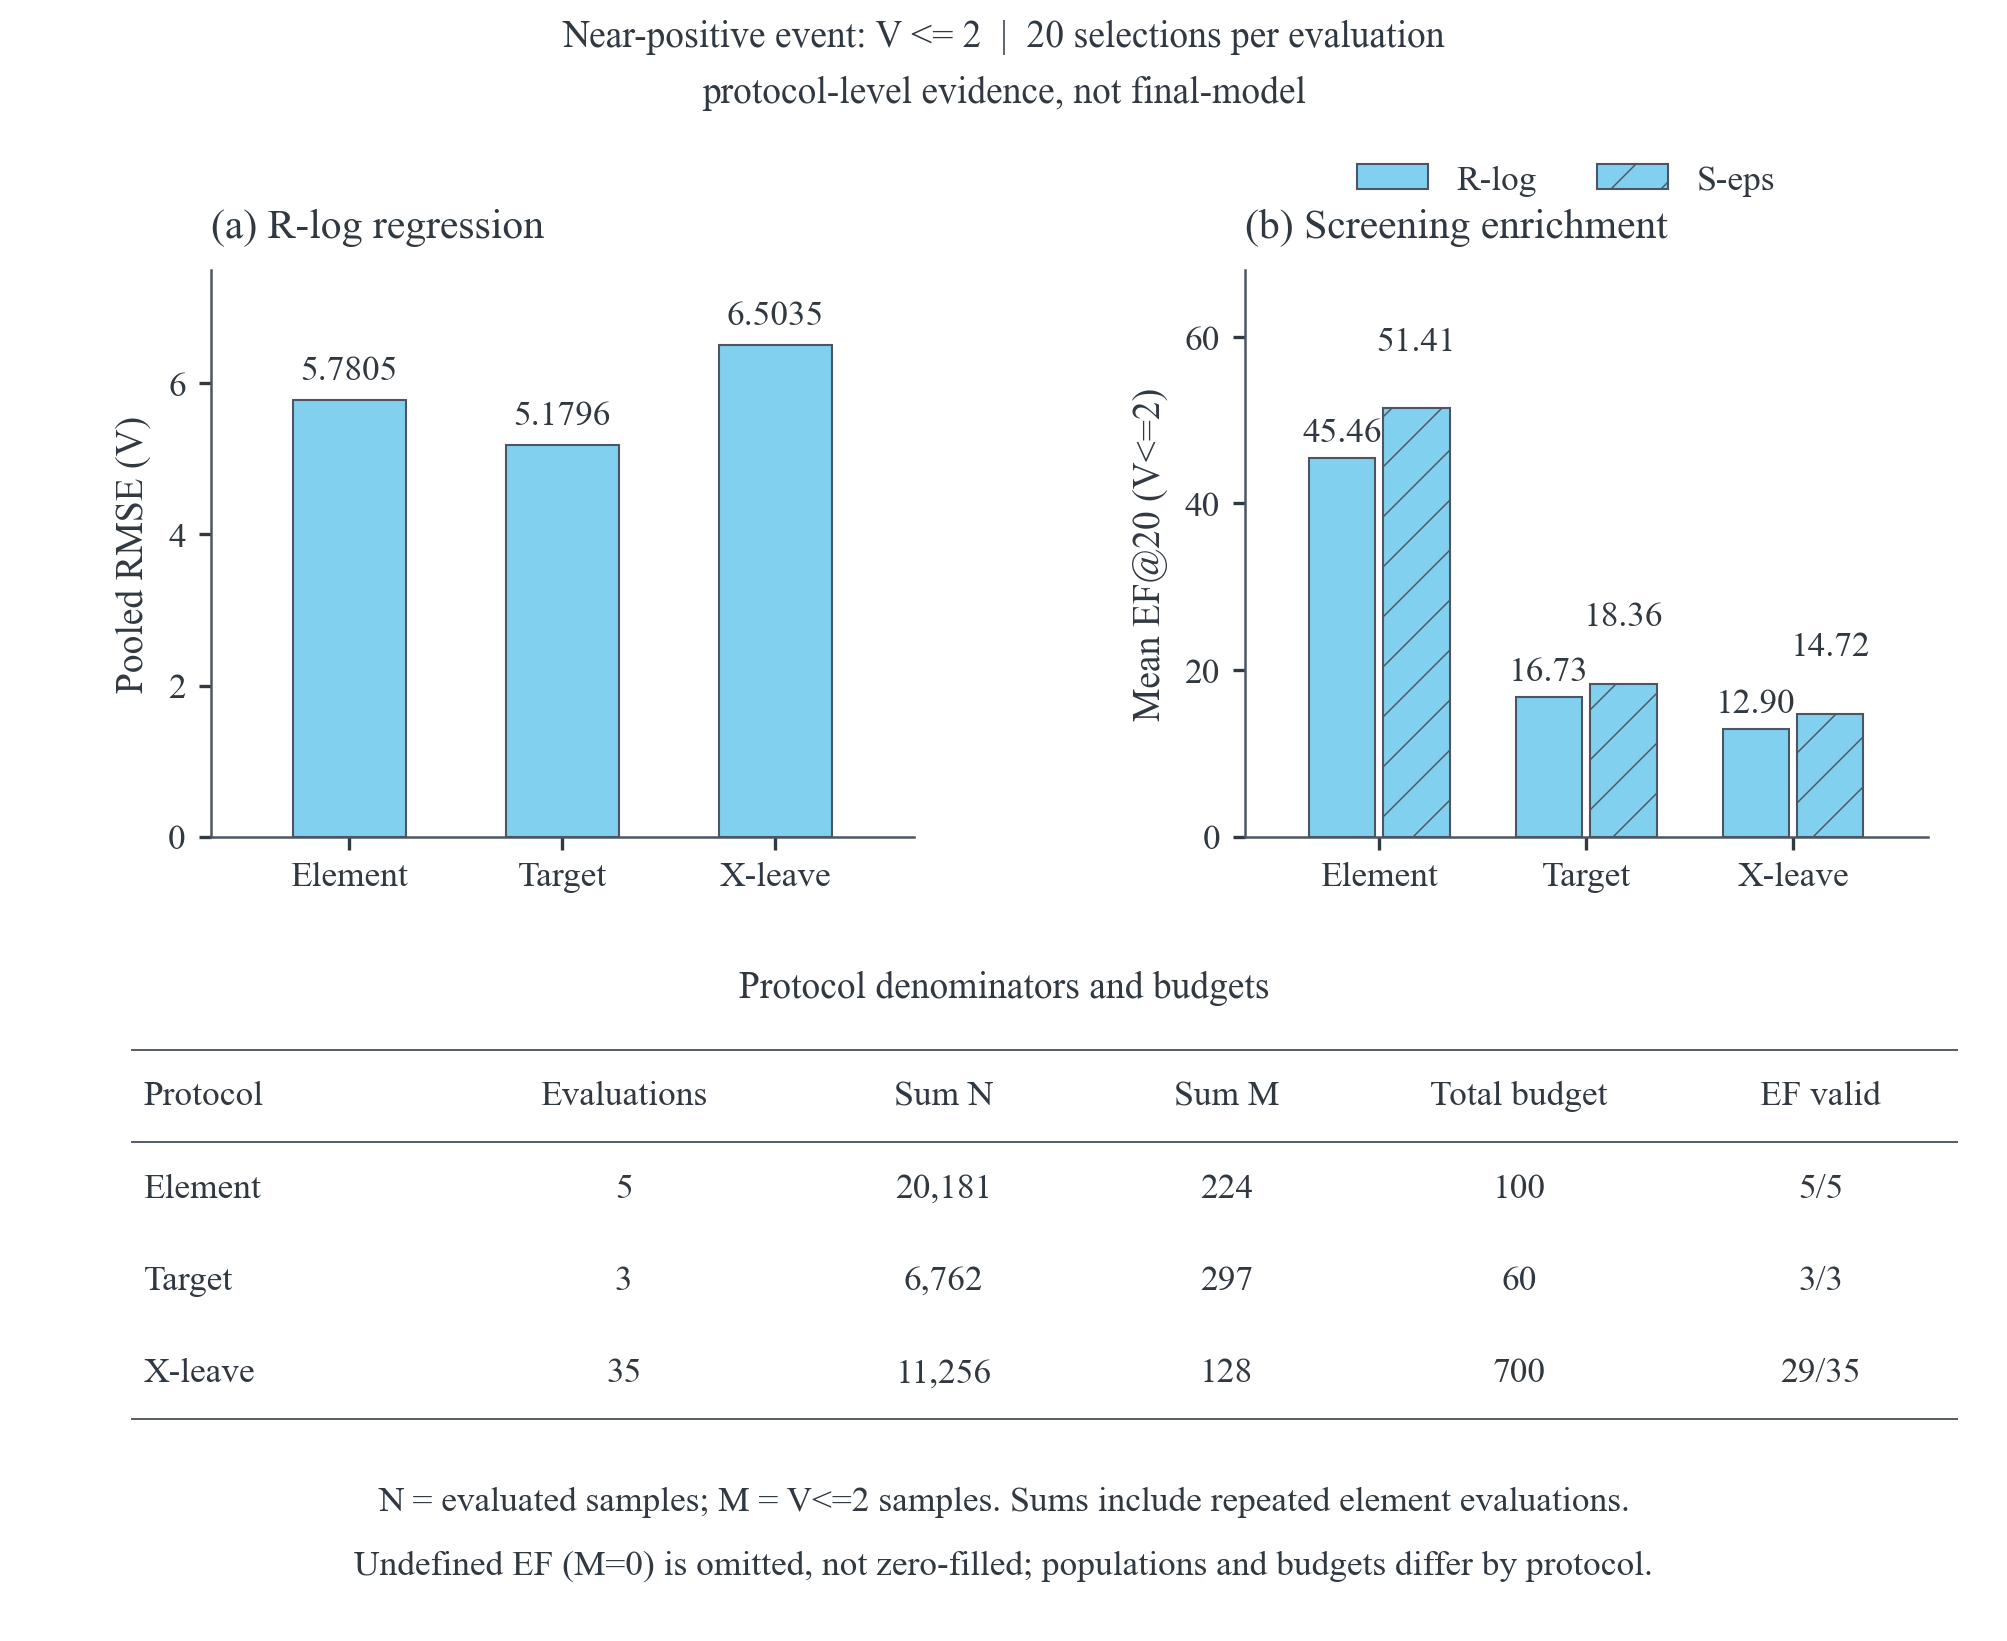 Near-positive event: V <= 2 | 20 selections per evaluation
protocol-level evidence, not final-model
R-log S-eps
(a) R-log regression
(b) Screening enrichment
Pooled RMSE (V)
6
4
2
0
5.7805
5.1796
6.5035
Element Target X-leave
Mean EF@20 (V<=2)
60
40
20
0
45.46
51.41
16.73
18.36
12.90
14.72
Element Target X-leave
Protocol denominators and budgets
Protocol Evaluations Sum N Sum M Total budget EF valid
Element 5 20,181 224 100 5/5
Target 3 6,762 297 60 3/3
X-leave 35 11,256 128 700 29/35
N = evaluated samples; M = V<=2 samples. Sums include repeated element evaluations.
Undefined EF (M=0) is omitted, not zero-filled; populations and budgets differ by protocol.